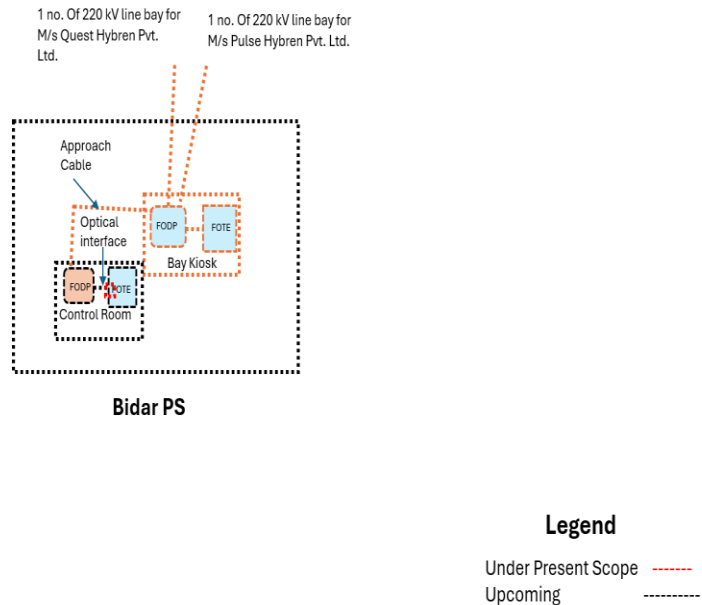 1 no. Of 220 kV line bay for
M/s Quest Hybren Pvt.
Ltd.
1 no. Of 220 kV line bay for
M/s Pulse Hybren Pvt. Ltd.
Approach
Cable
Optical
interface
FODP
FOTE
Bay Kiosk
FODP
FOTE
Control Room
Bidar PS
Legend
Under Present Scope
Upcoming